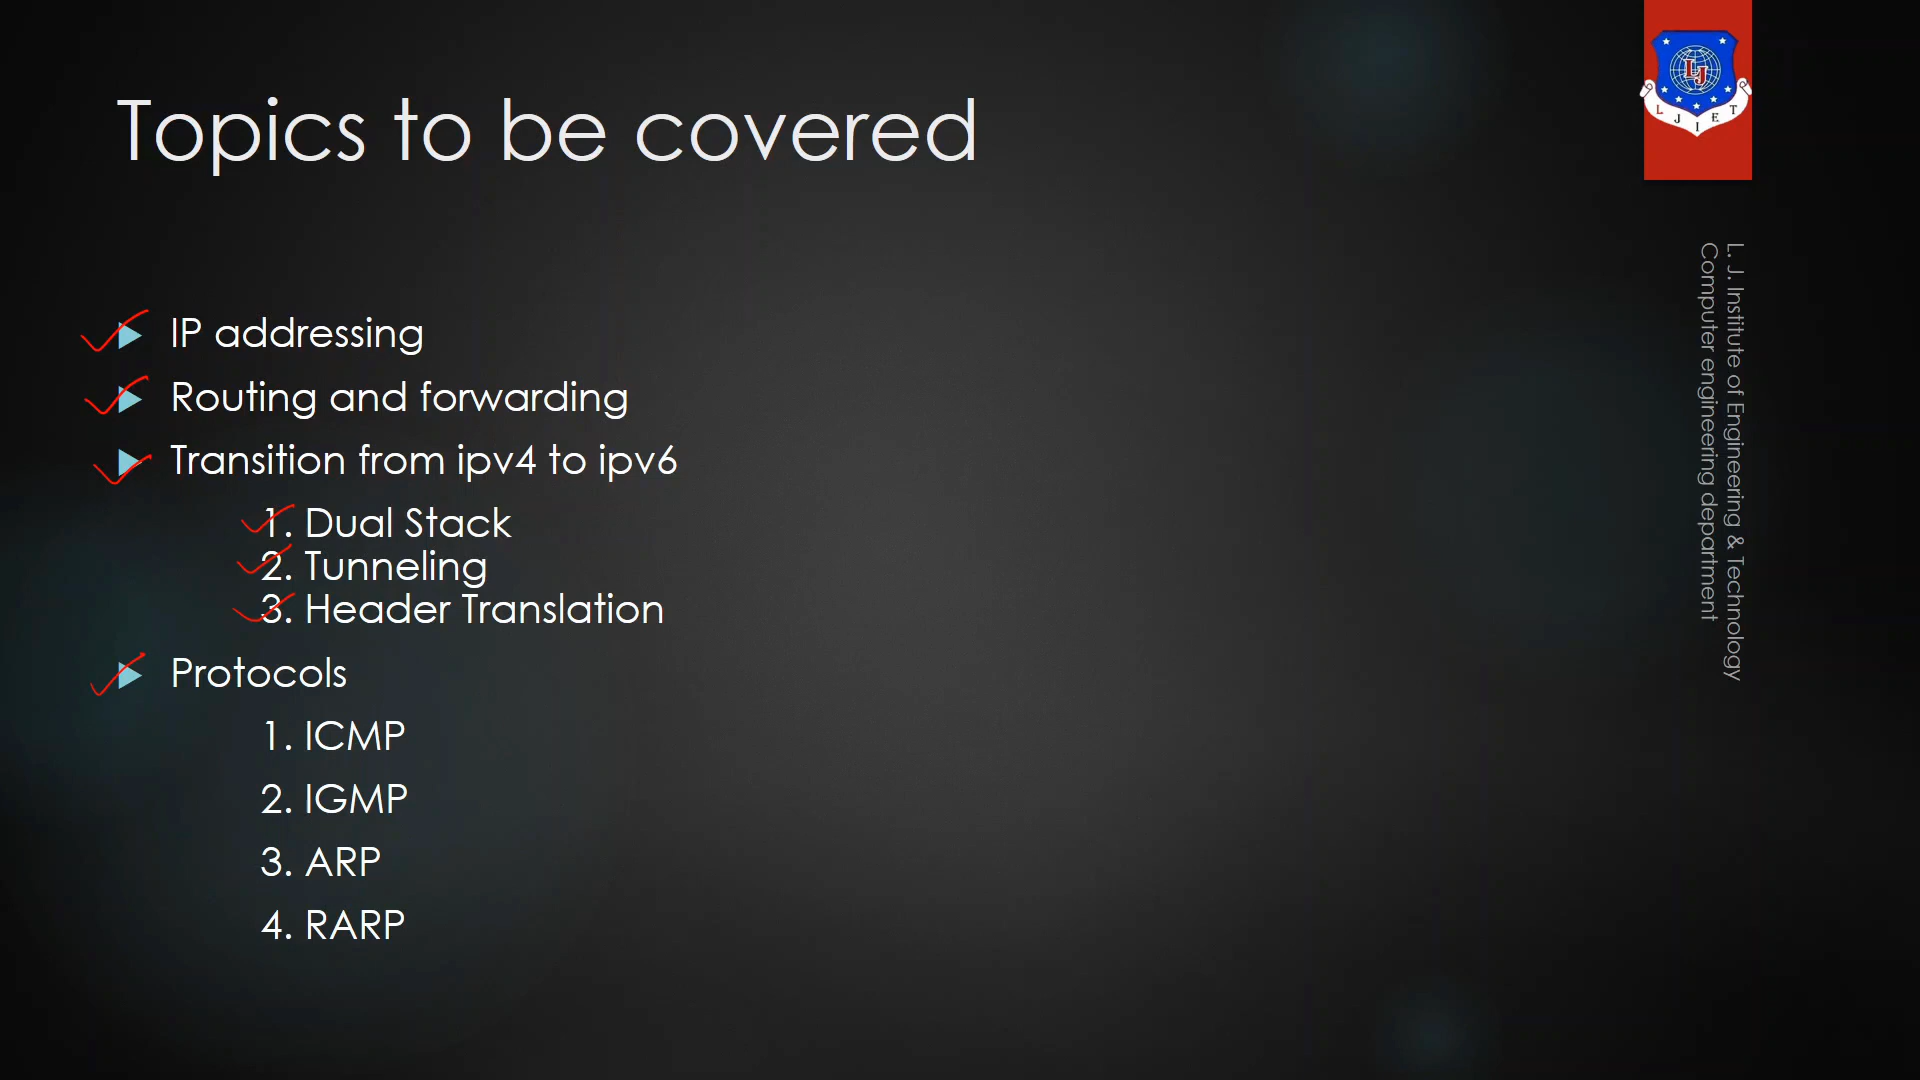 Topics to be covered
IP addressing
Routing and forwarding
Transition from ipv4 to ipv6
1. Dual Stack
2. Tunneling
3. Header Translation
Protocols
1. ICMP
2. IGMP
3. ARP
4. RARP
LJ
L J I E T
L. J. Institute of Engineering & Technology
Computer engineering department